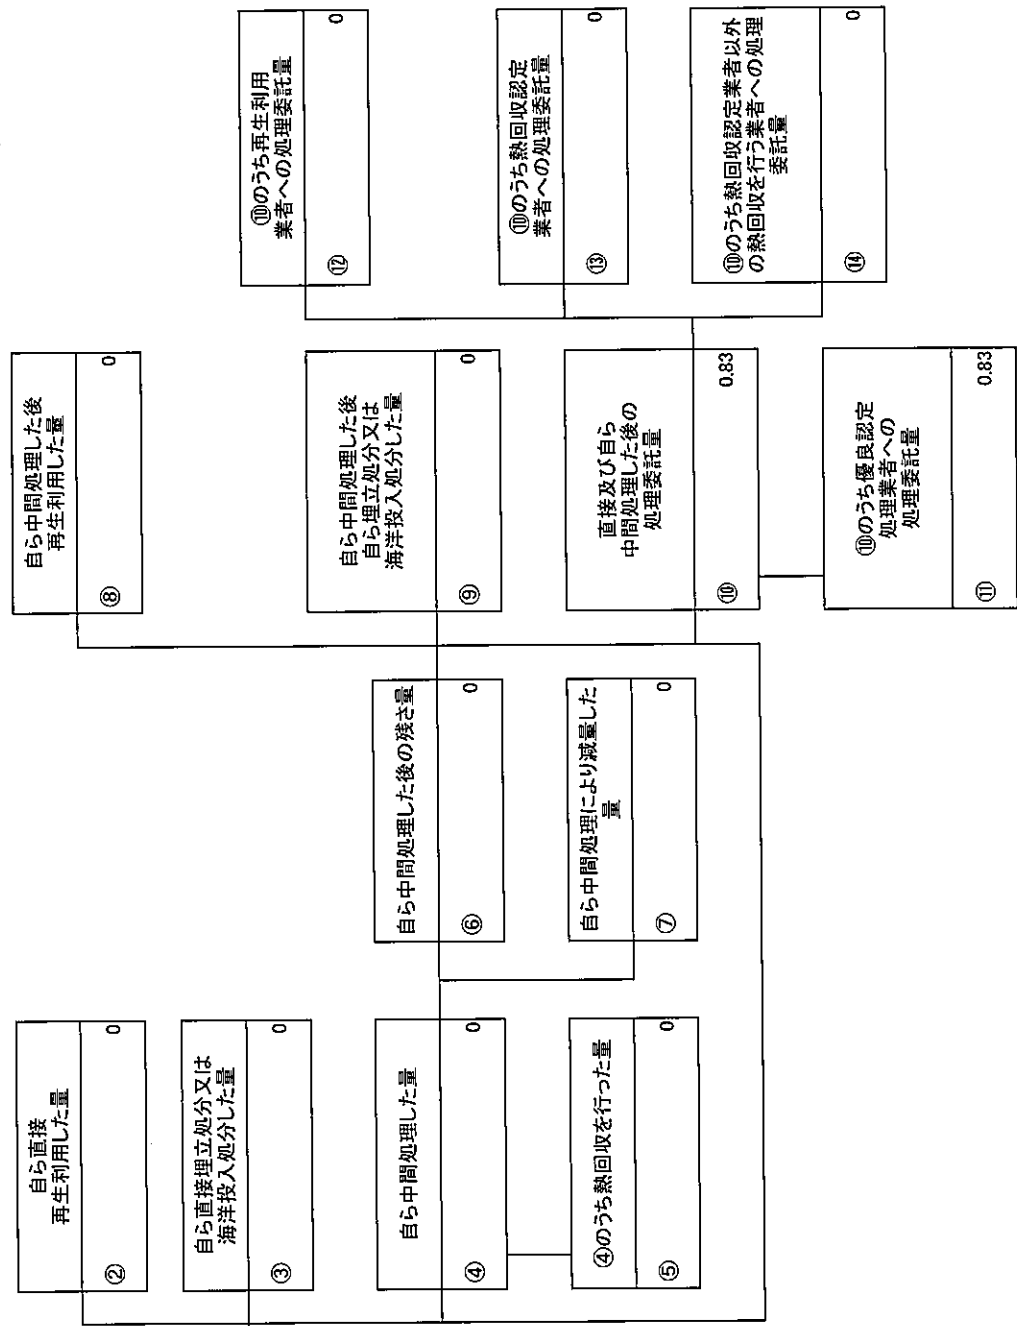 自ら直接
再生利用した量
②
0
自ら直接埋立処分又は
海洋投入処分した量
③
0
自ら中間処理した量
④
0
④のうち熱回収を行った量
⑤
0
自ら中間処理した後の残さ量
⑥
0
自ら中間処理により減量した
量
⑦
0
自ら中間処理した後
再生利用した量
⑧
0
自ら中間処理した後
自ら埋立処分又は
海洋投入処分した量
⑨
0
直接及び自ら
中間処理した後の
処理委託量
⑩
0.83
⑩のうち優良認定
処理業者への
処理委託量
⑪
0.83
⑩のうち再生利用
業者への処理委託量
⑫
0
⑩のうち熱回収認定
業者への処理委託量
⑬
0
⑩のうち熱回収認定業者以外
の熱回収を行う業者への処理
委託量
⑭
0